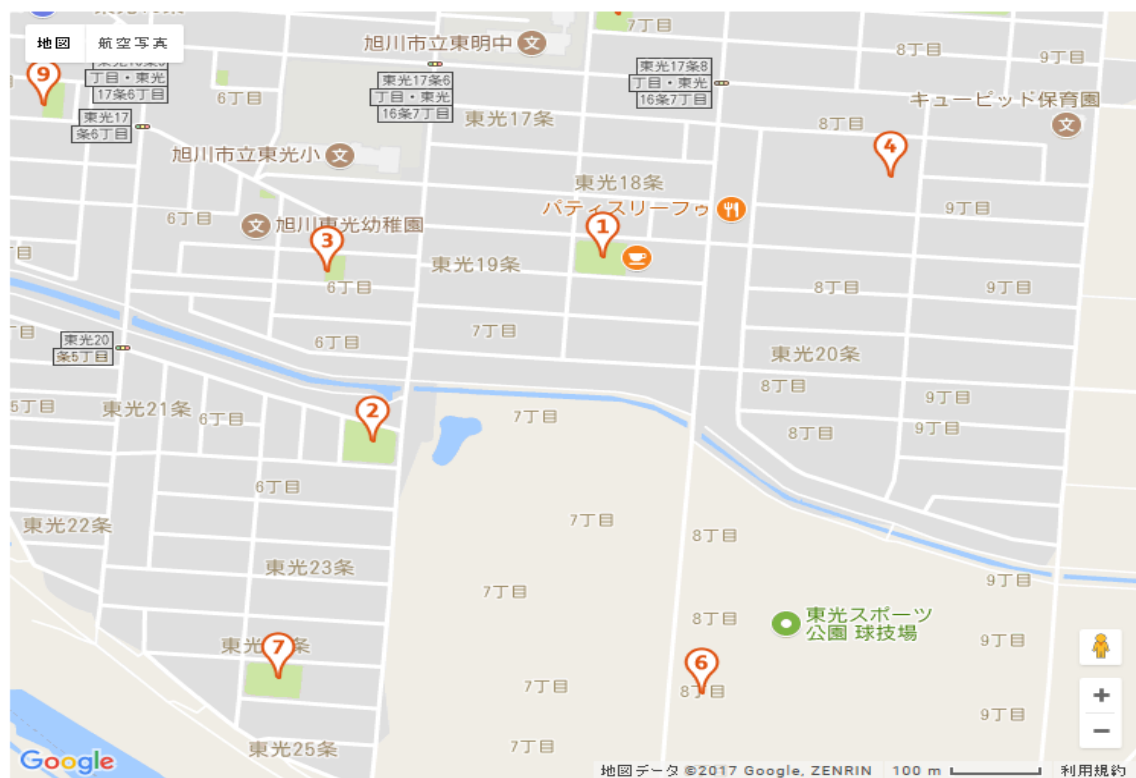 東光16条
7丁目
地図
航空写真
旭川市立東明中
8丁目
9丁目
9
丁目・東光
17条6丁目
6丁目
東光17条6
丁目・東光
16条7丁目
東光17条8
丁目・東光
16条7丁目
キューピッド保育園
東光17
条6丁目
東光17条
8丁目
4
旭川市立東光小
東光18条
パティスリーフゥ
9丁目
6丁目
旭川東光幼稚園
1
3
東光19条
6丁目
8丁目
9丁目
7丁目
東光20
条5丁目
6丁目
東光20条
8丁目
9丁目
5丁目
東光21条
6丁目
2
7丁目
8丁目
9丁目
6丁目
東光22条
7丁目
8丁目
東光23条
7丁目
9丁目
8丁目
東光スポーツ
公園 球技場
9丁目
7
6
8丁目
7丁目
9丁目
7丁目
東光25条
Google
地図データ ©2017 Google, ZENRIN
100 m
利用規約